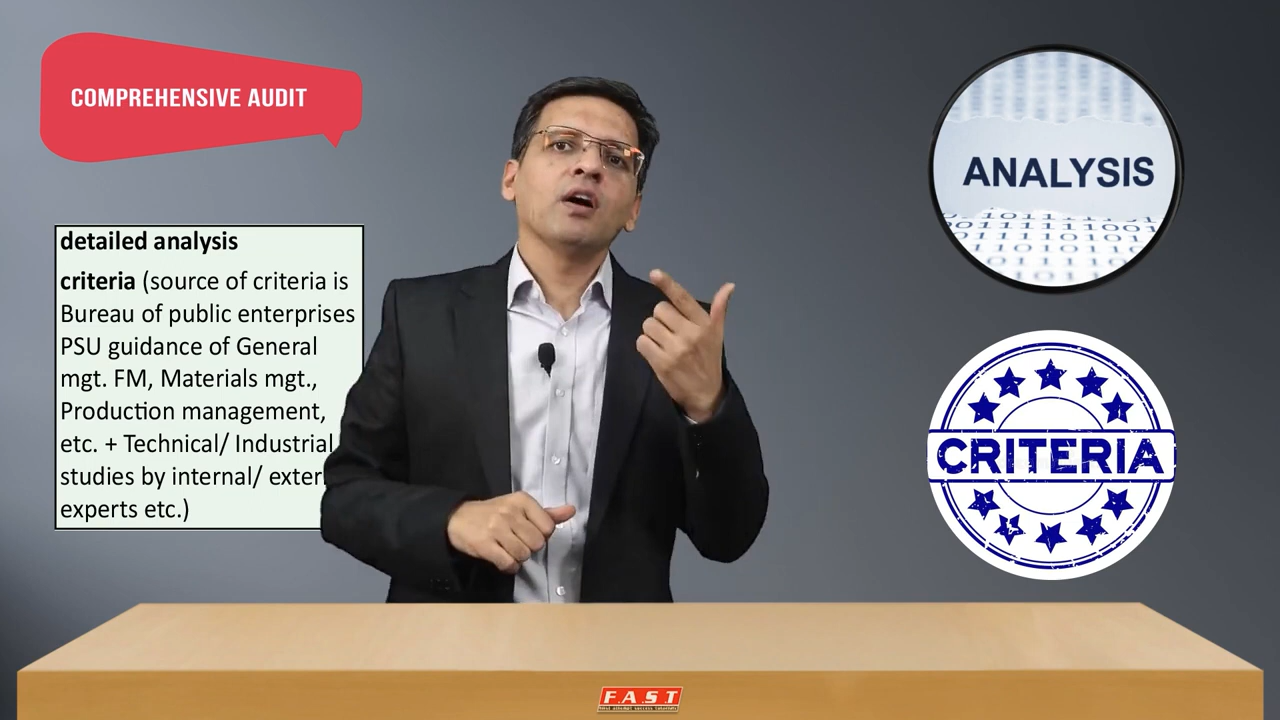 COMPREHENSIVE AUDIT
detailed analysis
criteria (source of criteria is
Bureau of public enterprises
PSU guidance of General
mgt. FM, Materials mgt.,
Production management,
etc. + Technical/ Industrial
studies by internal/
experts etc.)
ANALYSIS
CRITERIA
F.A.S.T